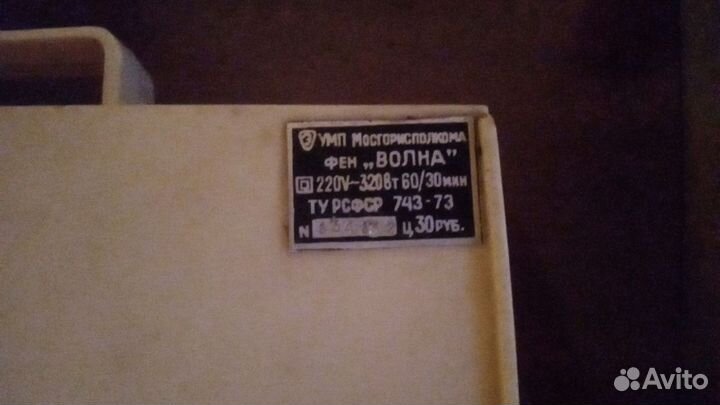 УМП Мосгорисполкома
ФЕН „ВОЛНА"
220V~320Вт 60/30мин
ТУ РСФСР 743-73
N Ц.30РУБ.
Avito